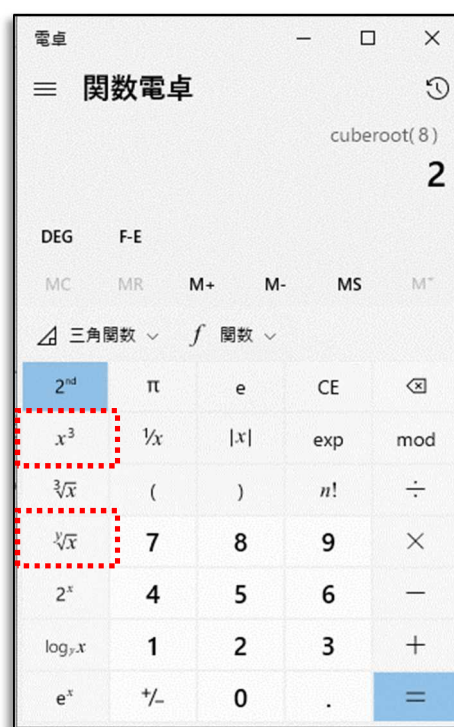 電卓
関数電卓
cuberoot( 8 )
2
DEG F-E
MC MR M+ M- MS M˅
三角関数 f 関数
2ⁿᵈ π e CE
x³ ¹/x |x| exp mod
³√x ( ) n! ÷
ʸ√x 7 8 9 ×
2ˣ 4 5 6 −
logᵧx 1 2 3 +
eˣ +/- 0 . =